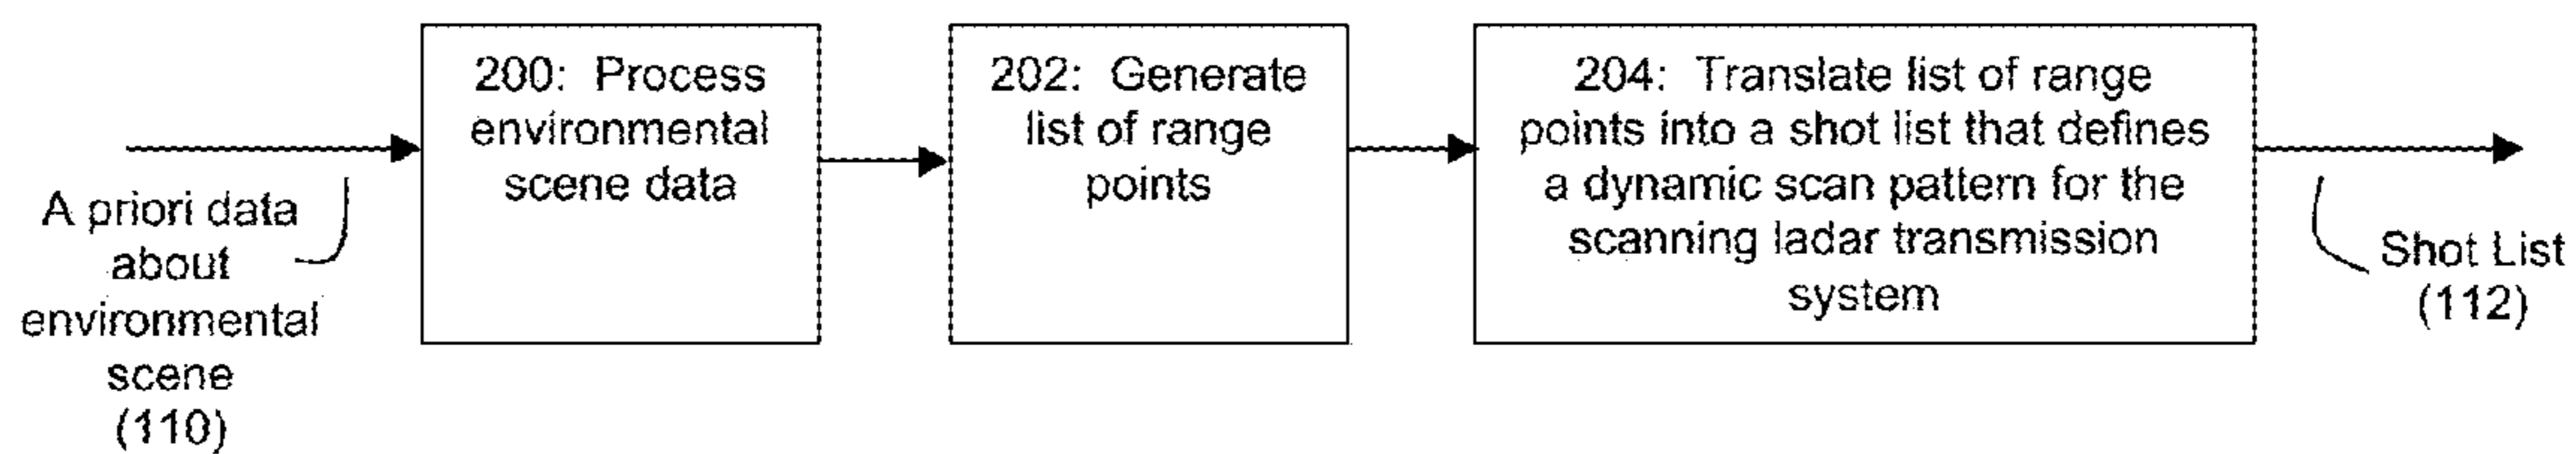 A priori data
about
environmental
scene
(110)
200: Process
environmental
scene data
202: Generate
list of range
points
204: Translate list of range
points into a shot list that defines
a dynamic scan pattern for the
scanning ladar transmission
system
Shot List
(112)